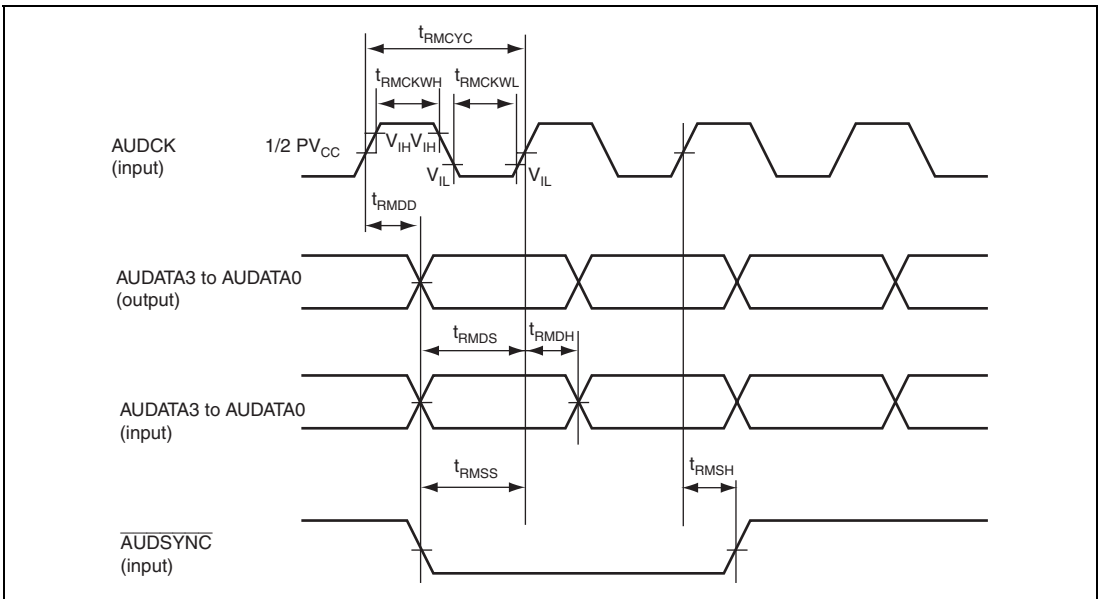 tRMCYC
tRMCKWH tRMCKWL
AUDCK
(input)
1/2 PVCC
VIH VIH
VIL VIL
tRMDD
AUDATA3 to AUDATA0
(output)
tRMDS tRMDH
AUDATA3 to AUDATA0
(input)
tRMSS tRMSH
AUDSYNC
(input)